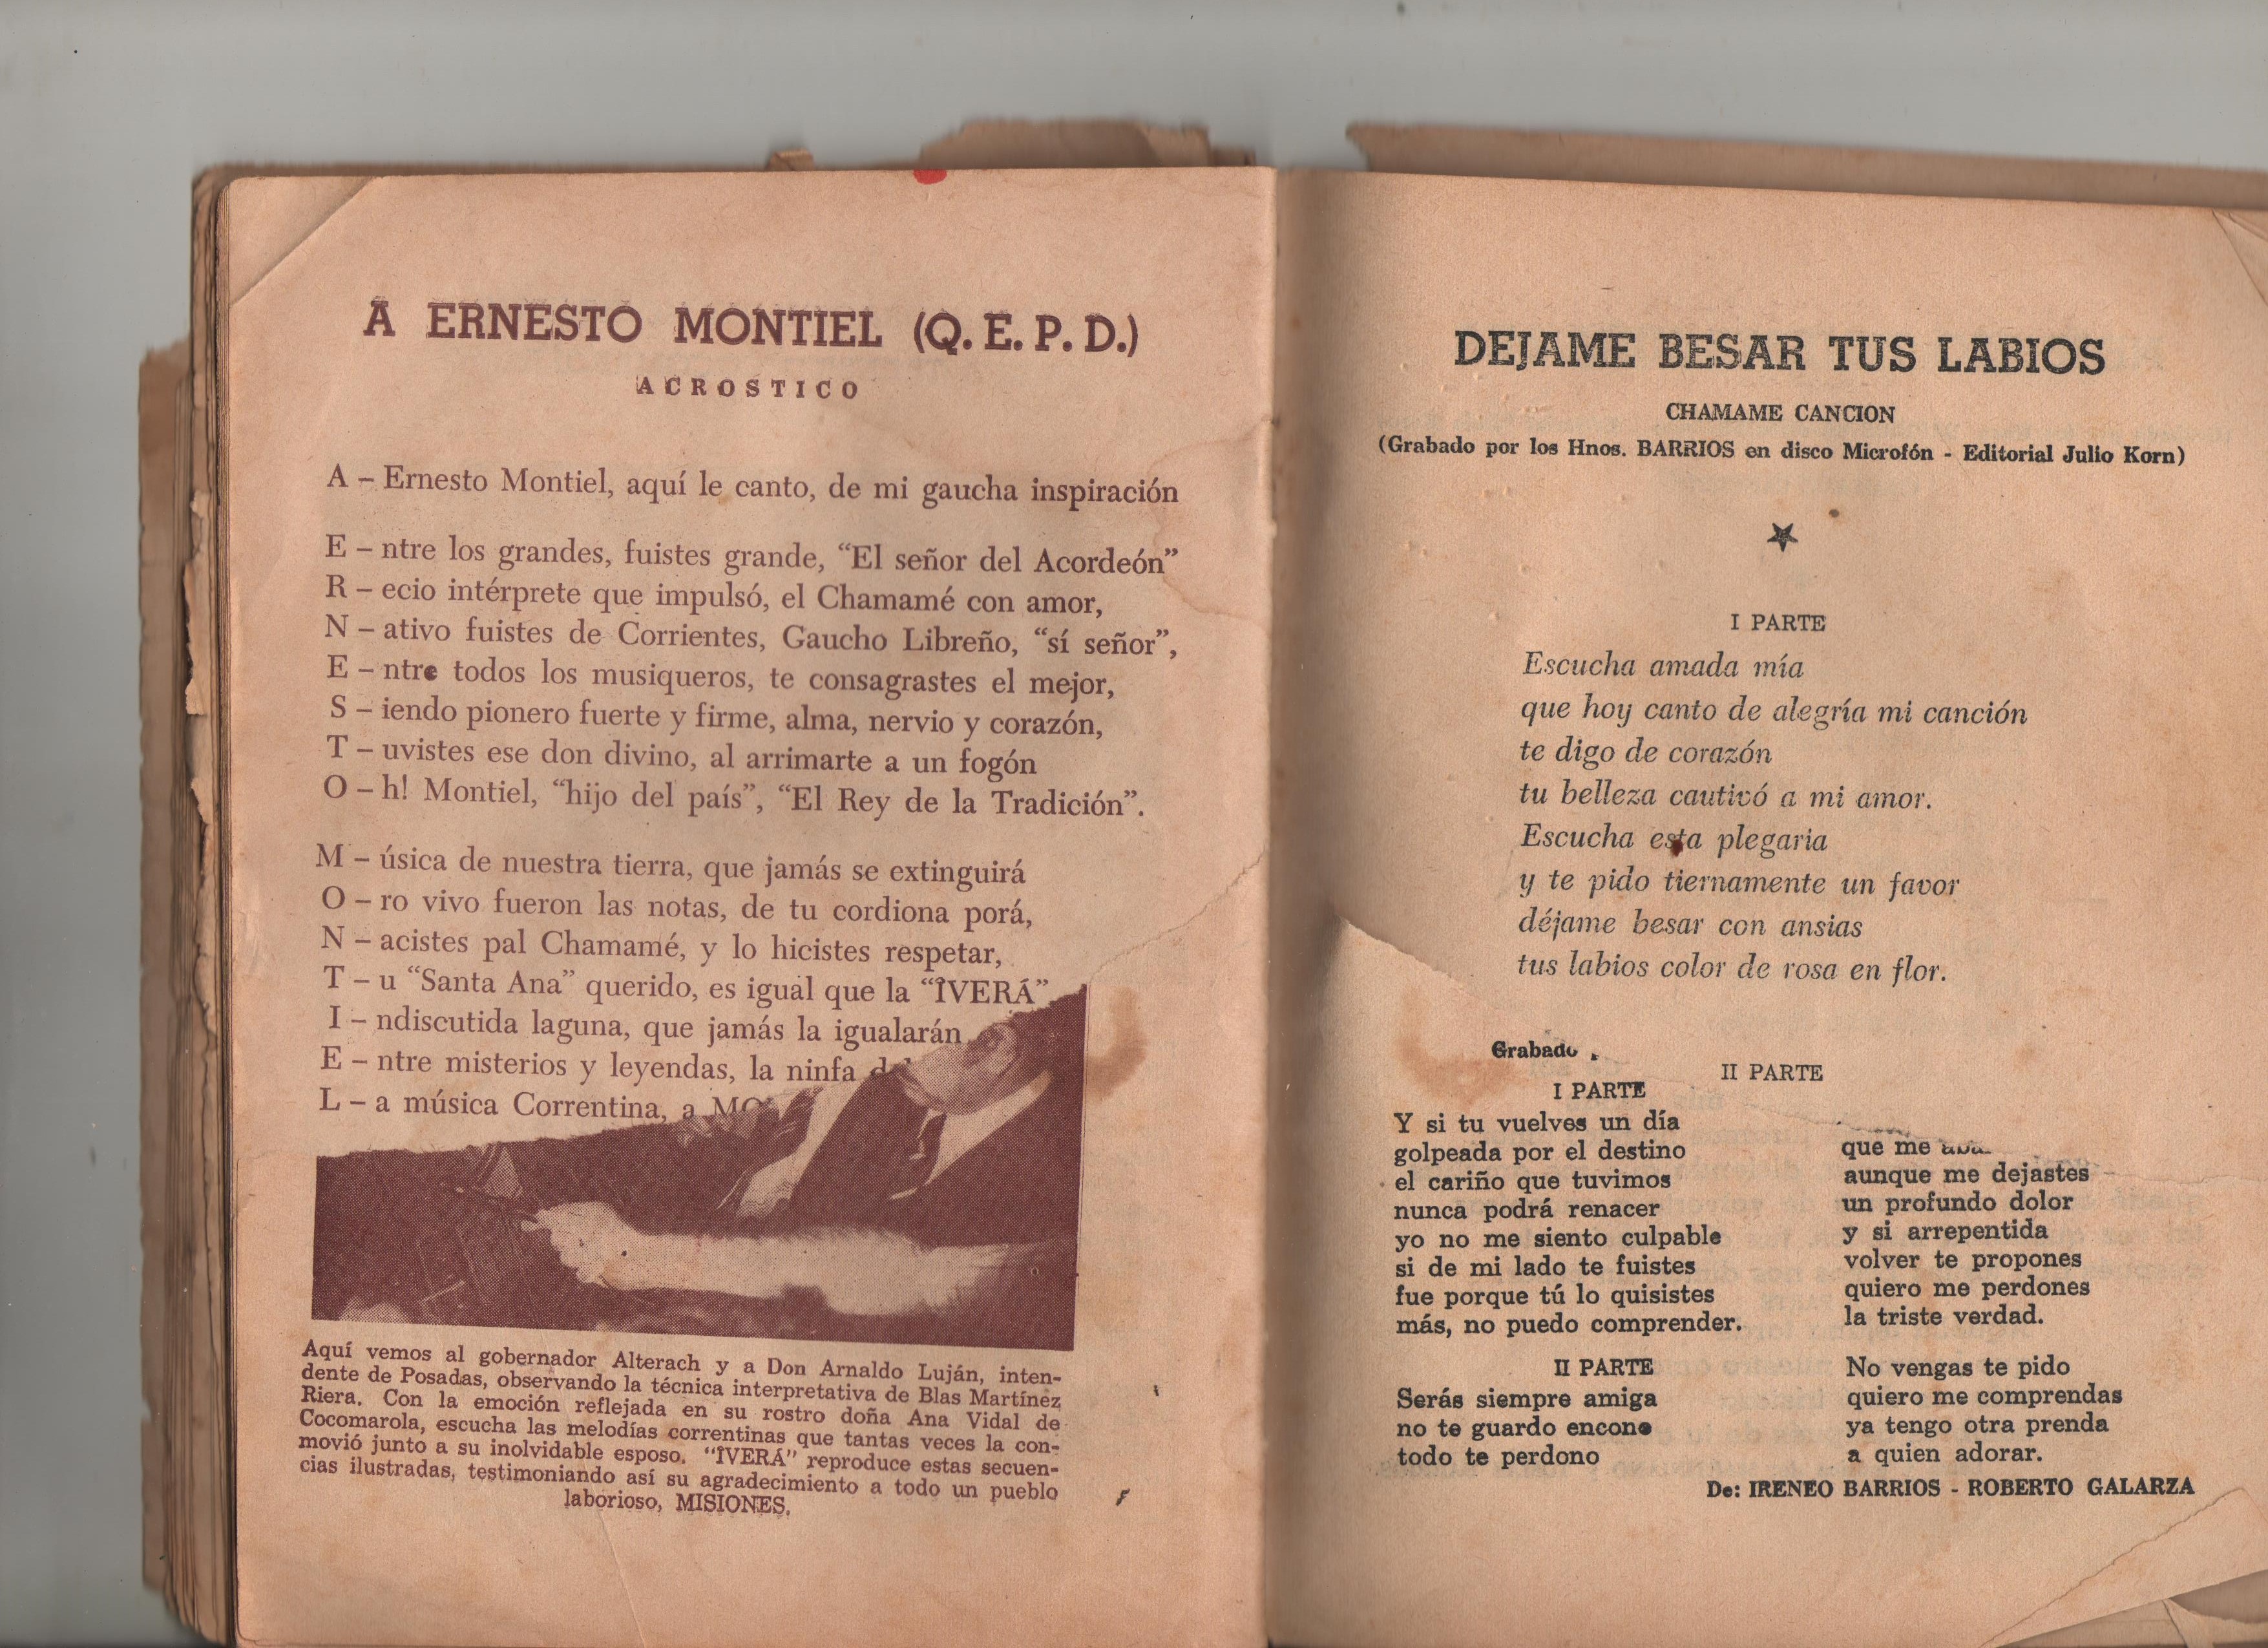 A ERNESTO MONTIEL (Q. E. P. D.)
ACROSTICO
A – Ernesto Montiel, aquí le canto, de mi gaucha inspiración
E – ntre los grandes, fuistes grande, “El señor del Acordeón”
R – ecio intérprete que impulsó, el Chamamé con amor,
N – ativo fuistes de Corrientes, Gaucho Libreño, “sí señor”,
E – ntre todos los musiqueros, te consagrastes el mejor,
S – iendo pionero fuerte y firme, alma, nervio y corazón,
T – uvistes ese don divino, al arrimarte a un fogón
O – h! Montiel, “hijo del país”, “El Rey de la Tradición”.
M – úsica de nuestra tierra, que jamás se extinguirá
O – ro vivo fueron las notas, de tu cordiona porá,
N – acistes pal Chamamé, y lo hicistes respetar,
T – u “Santa Ana” querido, es igual que la “ÎVERÁ”
I – ndiscutida laguna, que jamás la igualarán
E – ntre misterios y leyendas, la ninfa
L – a música Correntina, a
Aquí vemos al gobernador Alterach y a Don Arnaldo Luján, inten-
dente de Posadas, observando la técnica interpretativa de Blas Martínez
Riera. Con la emoción reflejada en su rostro doña Ana Vidal de
Cocomarola, escucha las melodías correntinas que tantas veces la con-
movió junto a su inolvidable esposo. “ÎVERÁ” reproduce estas secuen-
cias ilustradas, testimoniando así su agradecimiento a todo un pueblo
laborioso, MISIONES.
DEJAME BESAR TUS LABIOS
CHAMAME CANCION
(Grabado por los Hnos. BARRIOS en disco Microfón - Editorial Julio Korn)
I PARTE
Escucha amada mía
que hoy canto de alegría mi canción
te digo de corazón
tu belleza cautivó a mi amor.
Escucha esta plegaria
y te pido tiernamente un favor
déjame besar con ansias
tus labios color de rosa en flor.
II PARTE
Grabado
I PARTE
Y si tu vuelves un día
golpeada por el destino
el cariño que tuvimos
nunca podrá renacer
yo no me siento culpable
si de mi lado te fuistes
fue porque tú lo quisistes
más, no puedo comprender.
II PARTE
Serás siempre amiga
no te guardo encono
todo te perdono
que me
aunque me dejastes
un profundo dolor
y si arrepentida
volver te propones
quiero me perdones
la triste verdad.
No vengas te pido
quiero me comprendas
ya tengo otra prenda
a quien adorar.
De: IRENEO BARRIOS - ROBERTO GALARZA